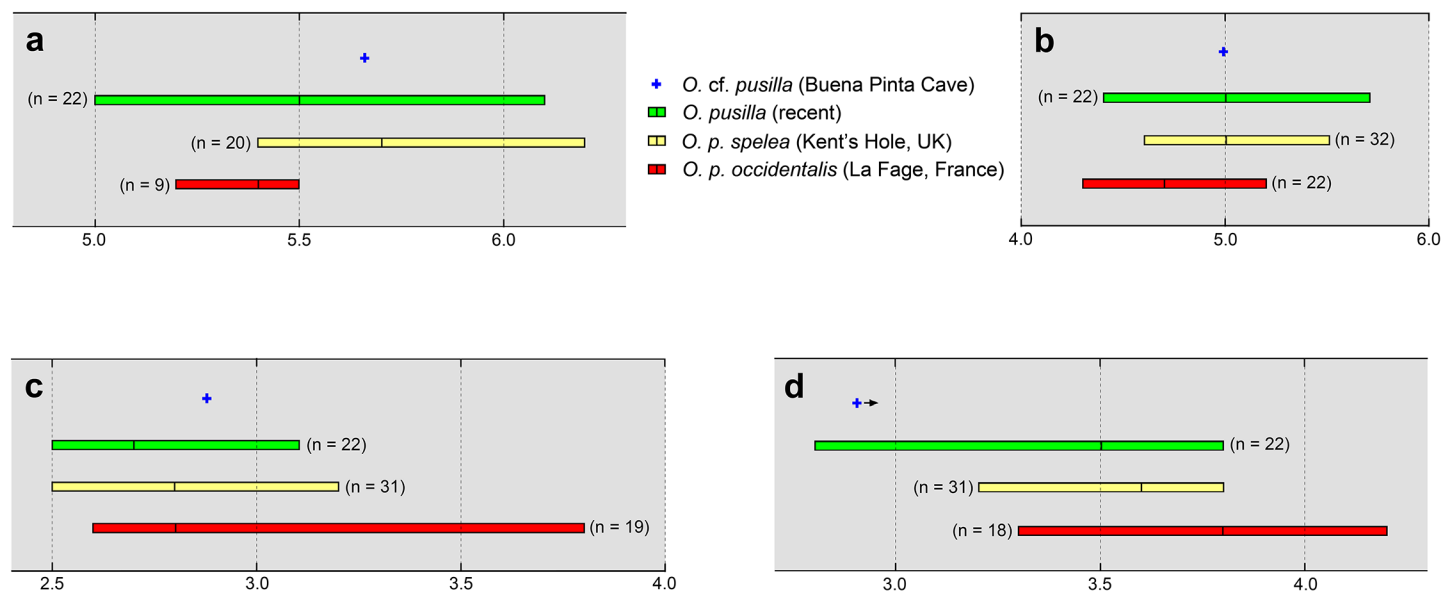 a
(n = 22)
(n = 20)
(n = 9)
5.0 5.5 6.0
O. cf. pusilla (Buena Pinta Cave)
O. pusilla (recent)
O. p. spelea (Kent's Hole, UK)
O. p. occidentalis (La Fage, France)
b
(n = 22)
(n = 32)
(n = 22)
4.0 5.0 6.0
c
(n = 22)
(n = 31)
(n = 19)
2.5 3.0 3.5 4.0
d
(n = 22)
(n = 31)
(n = 18)
3.0 3.5 4.0